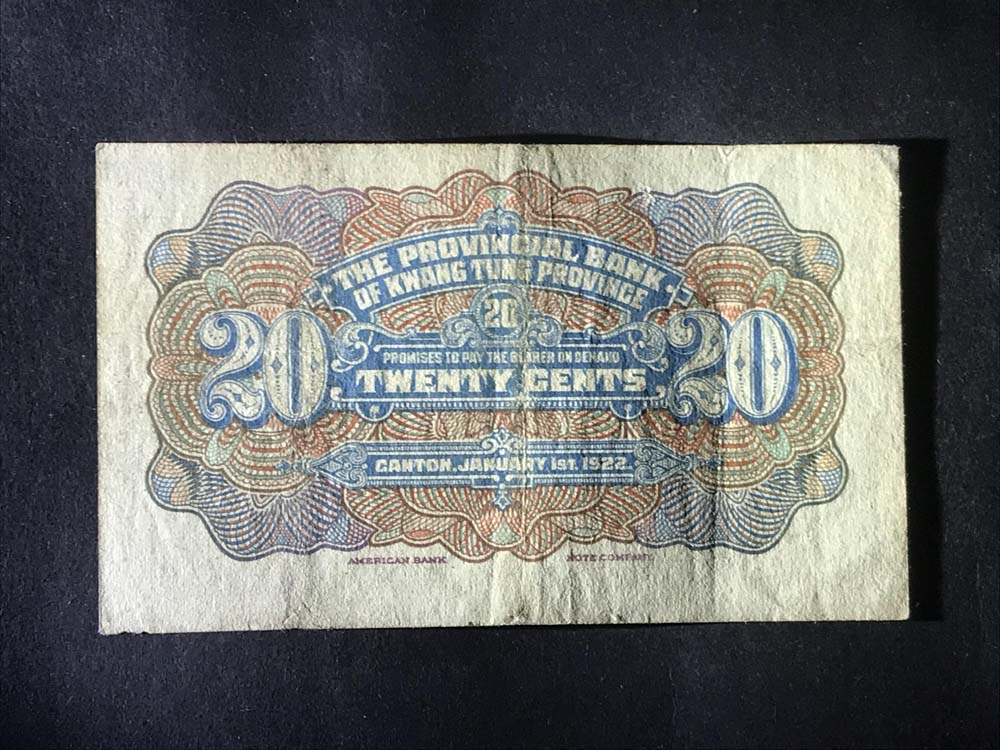 THE PROVINCIAL BANK
OF KWANG TUNG PROVINCE
20
20
20
PROMISES TO PAY THE BEARER ON DEMAND
TWENTY CENTS
CANTON, JANUARY 1ST. 1922.
AMERICAN BANK NOTE COMPANY.